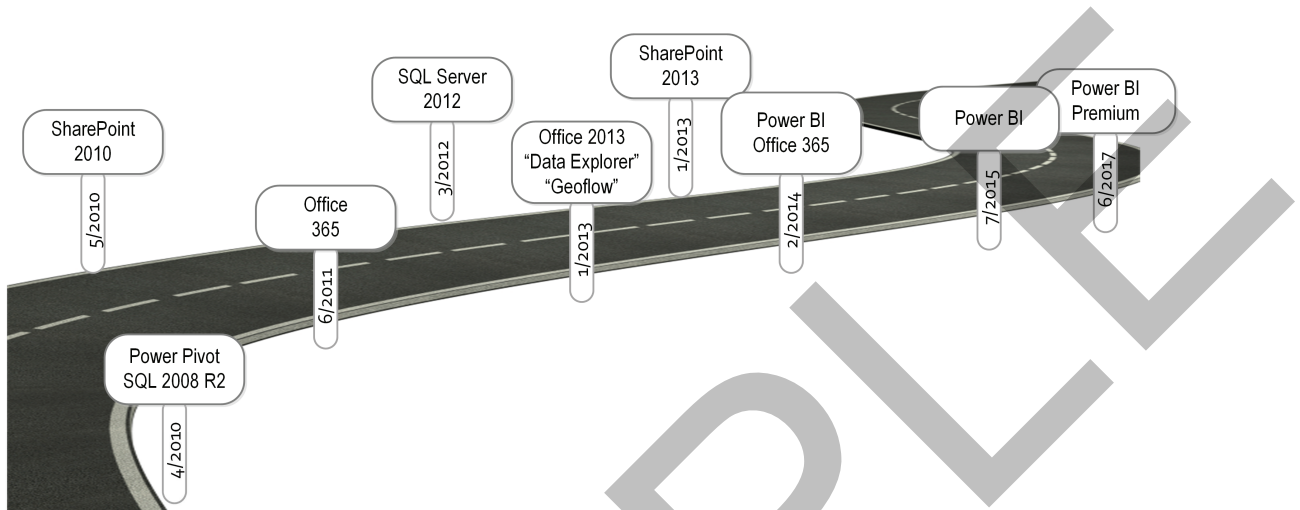 SharePoint
2010
5/2010
Power Pivot
SQL 2008 R2
4/2010
Office
365
6/2011
SQL Server
2012
3/2012
Office 2013
“Data Explorer”
“Geoflow”
1/2013
SharePoint
2013
1/2013
Power BI
Office 365
2/2014
Power BI
7/2015
Power BI
Premium
6/2017
PLE